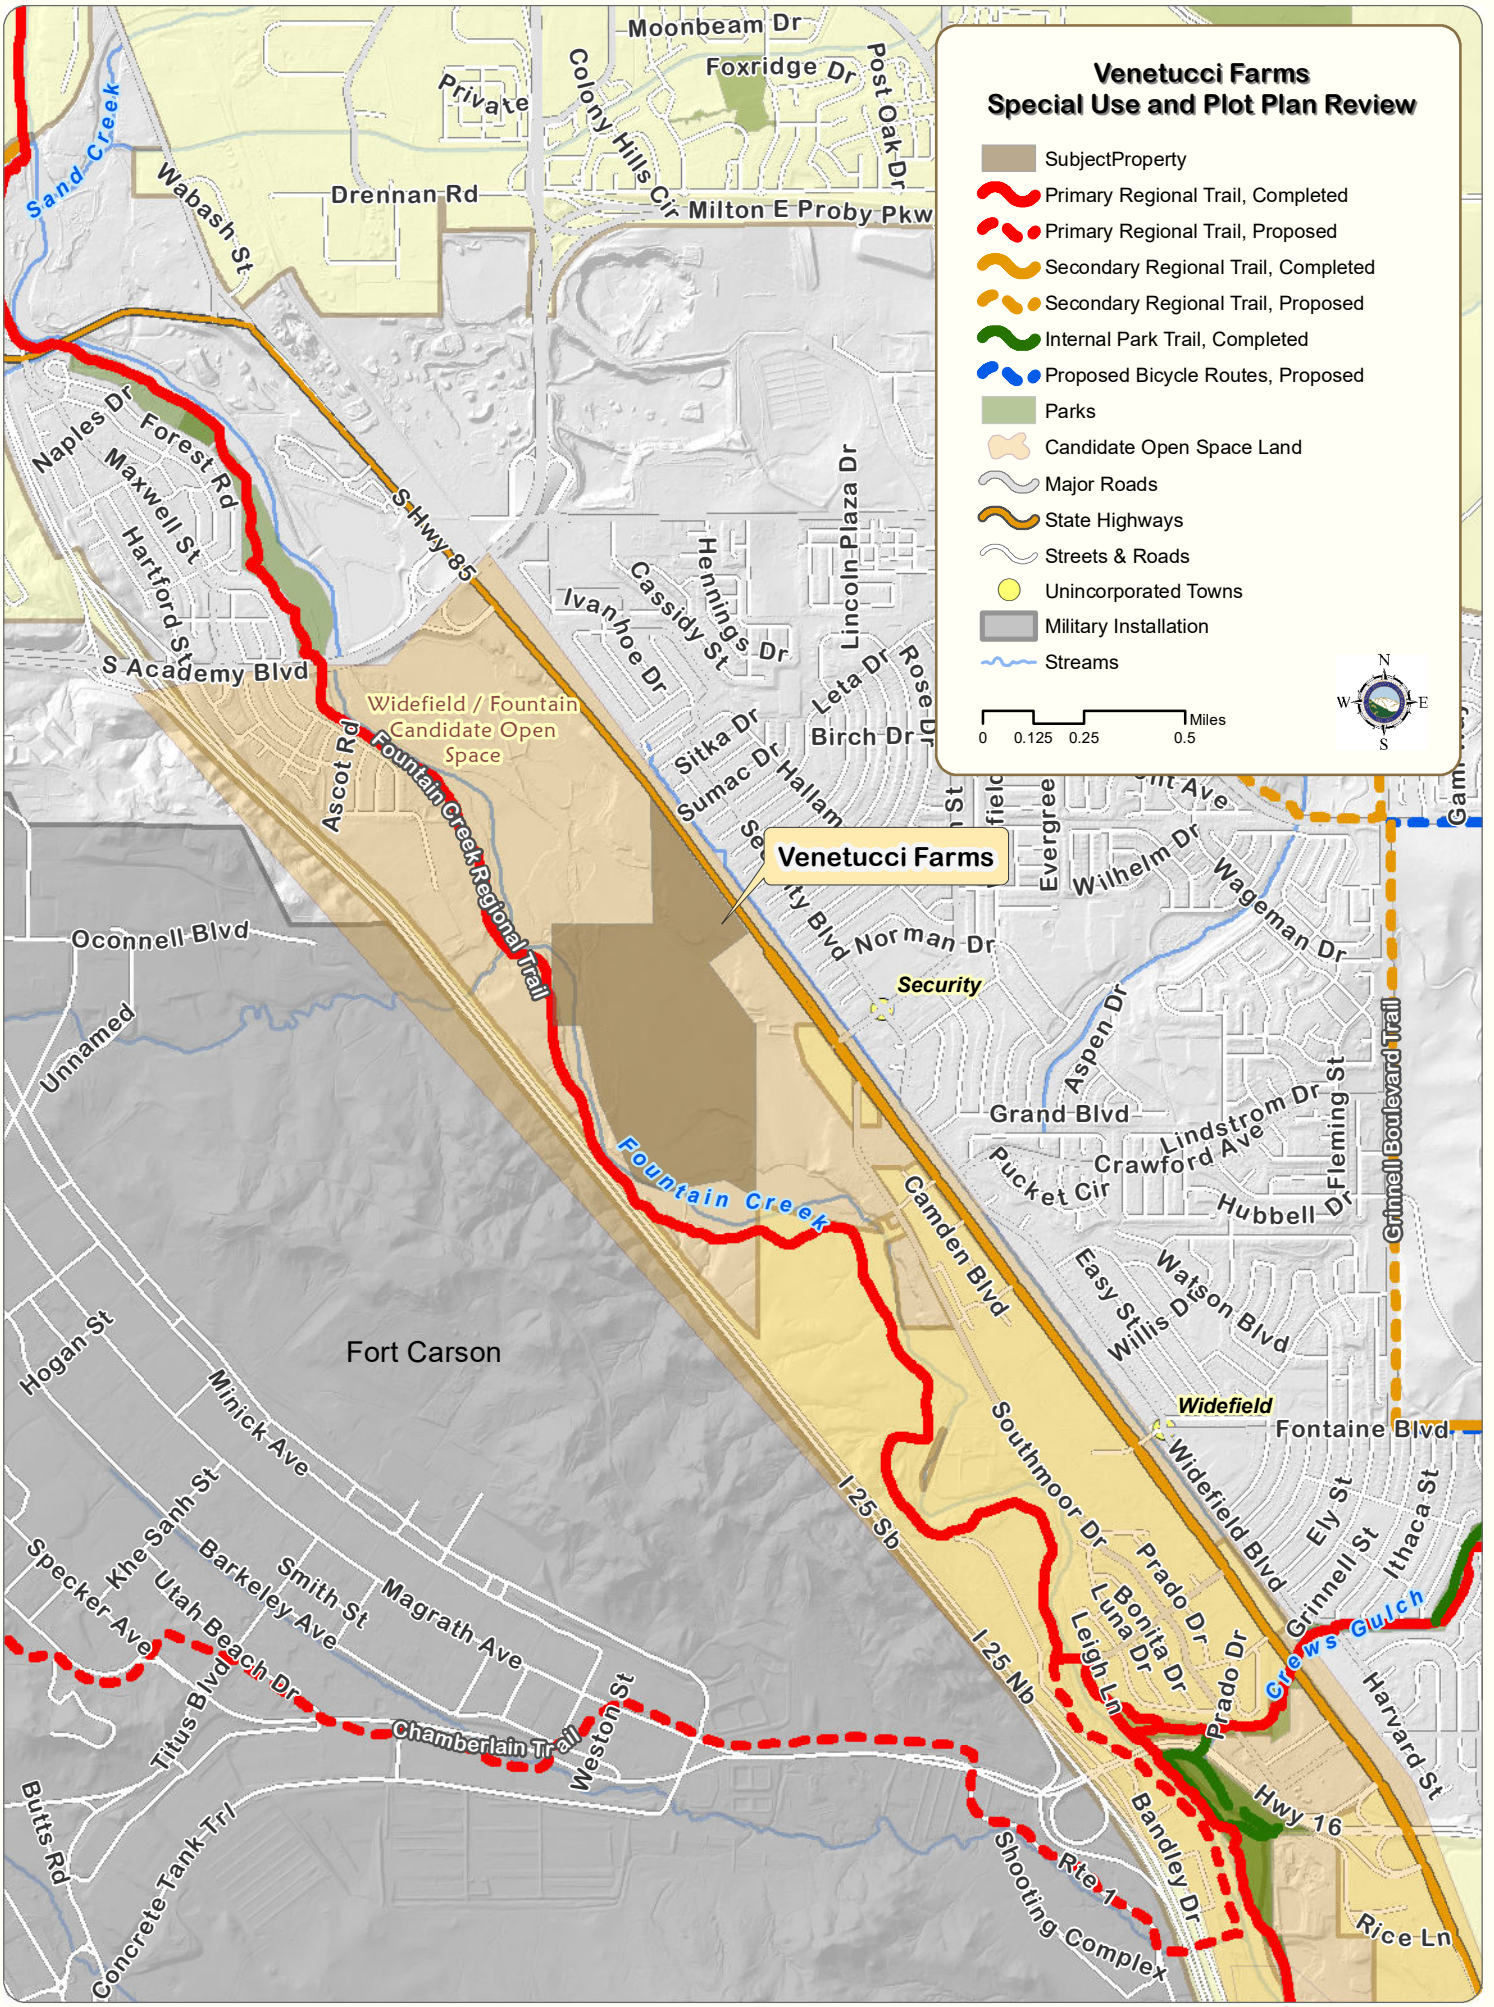 Moonbeam Dr
Foxridge Dr
Post Oak Dr
Private
Colony Hills Cir
Sand Creek
Wabash St
Drennan Rd
Milton E Proby Pkw
Venetucci Farms
Special Use and Plot Plan Review
SubjectProperty
Primary Regional Trail, Completed
Primary Regional Trail, Proposed
Secondary Regional Trail, Completed
Secondary Regional Trail, Proposed
Internal Park Trail, Completed
Proposed Bicycle Routes, Proposed
Parks
Candidate Open Space Land
Major Roads
State Highways
Streets & Roads
Unincorporated Towns
Military Installation
Streams
N
W
E
S
Miles
0
0.125
0.25
0.5
Naples Dr
Forest Rd
Maxwell St
Hartford St
S Hwy 85
S Academy Blvd
Lincoln Plaza Dr
Hennings Dr
Cassidy St
Ivanhoe Dr
Leta Dr
Rose Dr
Birch Dr
Sitka Dr
Sumac Dr
Hallam
Widefield / Fountain
Candidate Open
Space
Ascot Rd
Fountain Creek Regional Trail
Evergree
Wilhelm Dr
Wageman Dr
Venetucci Farms
Norman Dr
Security
Oconnell Blvd
Unnamed
Aspen Dr
Grand Blvd
Lindstrom Dr
Crawford Ave
Fleming St
Grinnell Boulevard Trail
Pucket Cir
Hubbell Dr
Fountain Creek
Camden Blvd
Easy St
Watson Blvd
Willis Dr
Fort Carson
Hogan St
Minick Ave
Widefield
Fontaine Blvd
Southmoor Dr
Widefield Blvd
I 25 Sb
Ely St
Ithaca St
Grinnell St
Khe Sanh St
Specker Ave
Utah Beach Dr
Barkeley Ave
Smith St
Magrath Ave
Prado Dr
Bonita Dr
Luna Dr
Leigh Ln
Prado Dr
Crews Gulch
I 25 Nb
Harvard St
Titus Blvd
Chamberlain Trail
Weston St
Butts Rd
Concrete Tank Trl
Hwy 16
Bandley Dr
Rte 1
Shooting Complex
Rice Ln